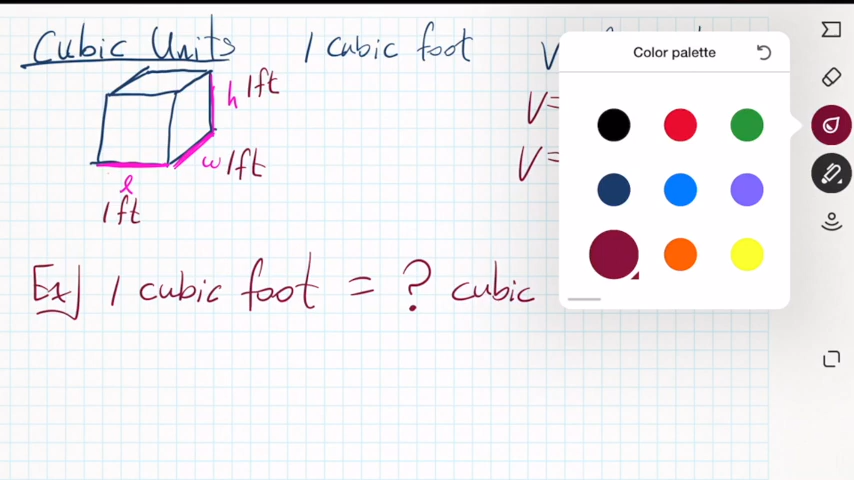 Cubic Units 1 cubic foot V
Color palette
h 1ft
V=
w 1ft
V=
l
1ft
Ex] 1 cubic foot = ? cubic